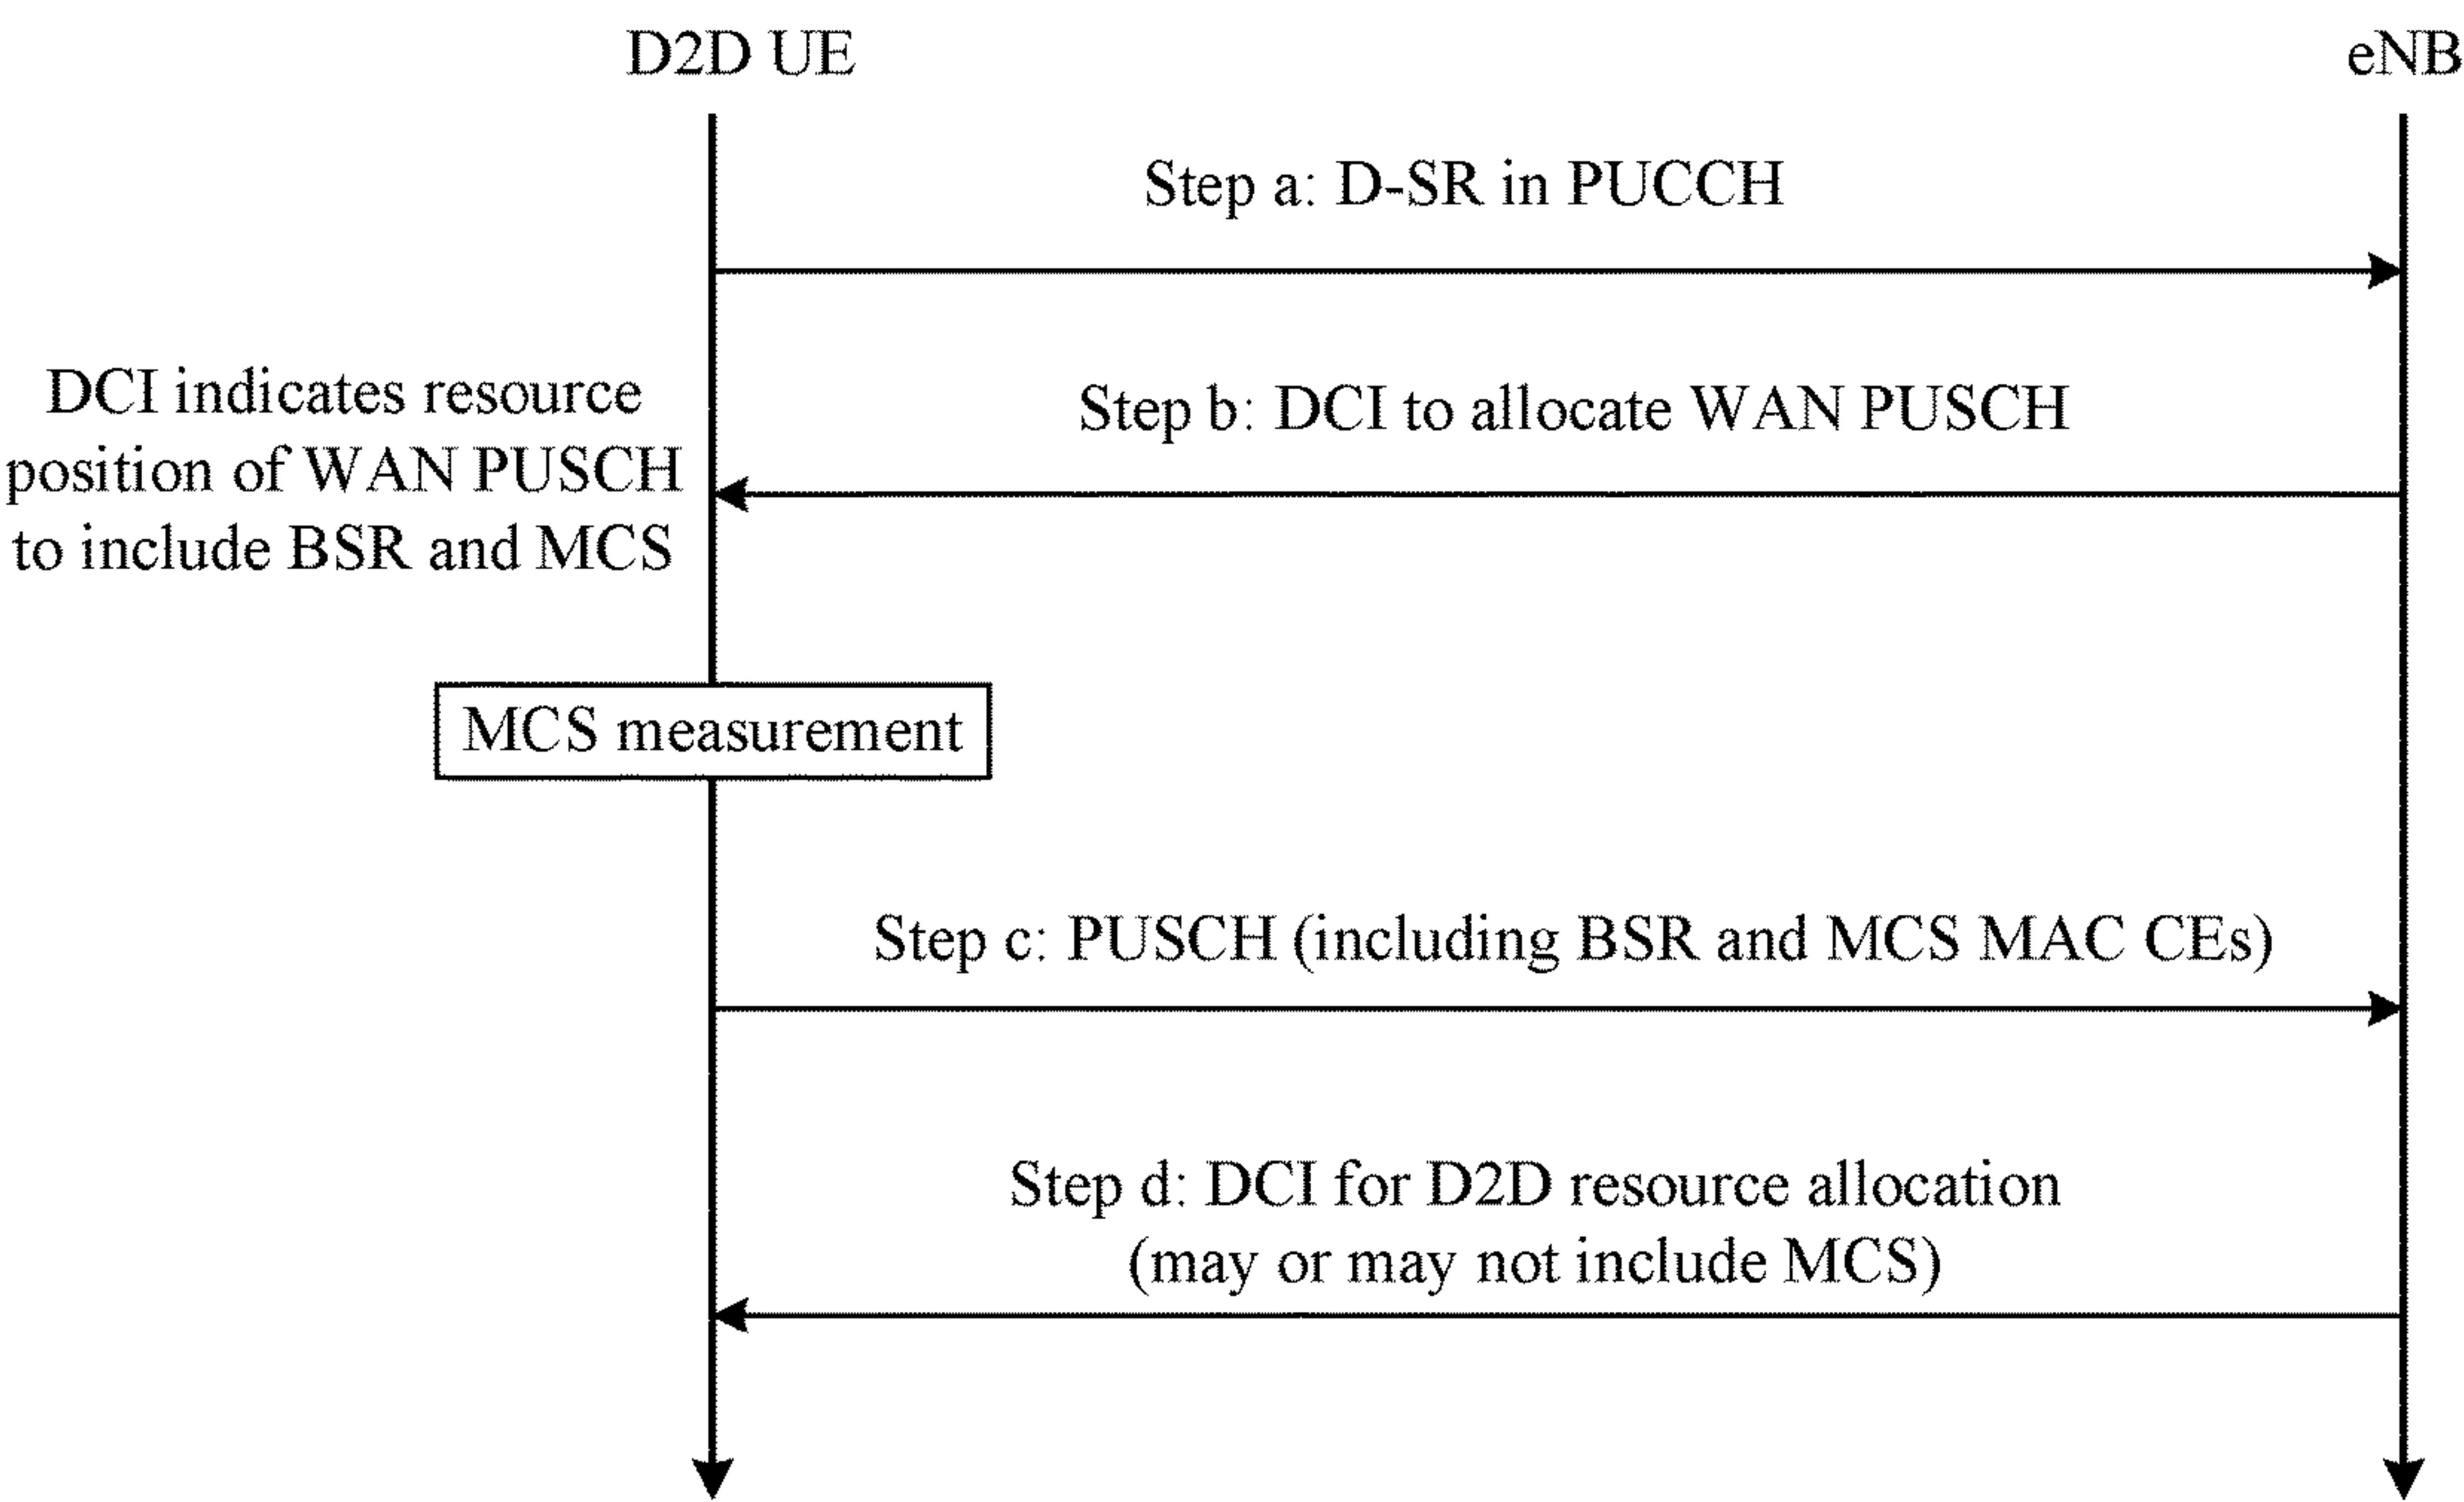 D2D UE
eNB
Step a: D-SR in PUCCH
DCI indicates resource
position of WAN PUSCH
to include BSR and MCS
Step b: DCI to allocate WAN PUSCH
MCS measurement
Step c: PUSCH (including BSR and MCS MAC CEs)
Step d: DCI for D2D resource allocation
(may or may not include MCS)